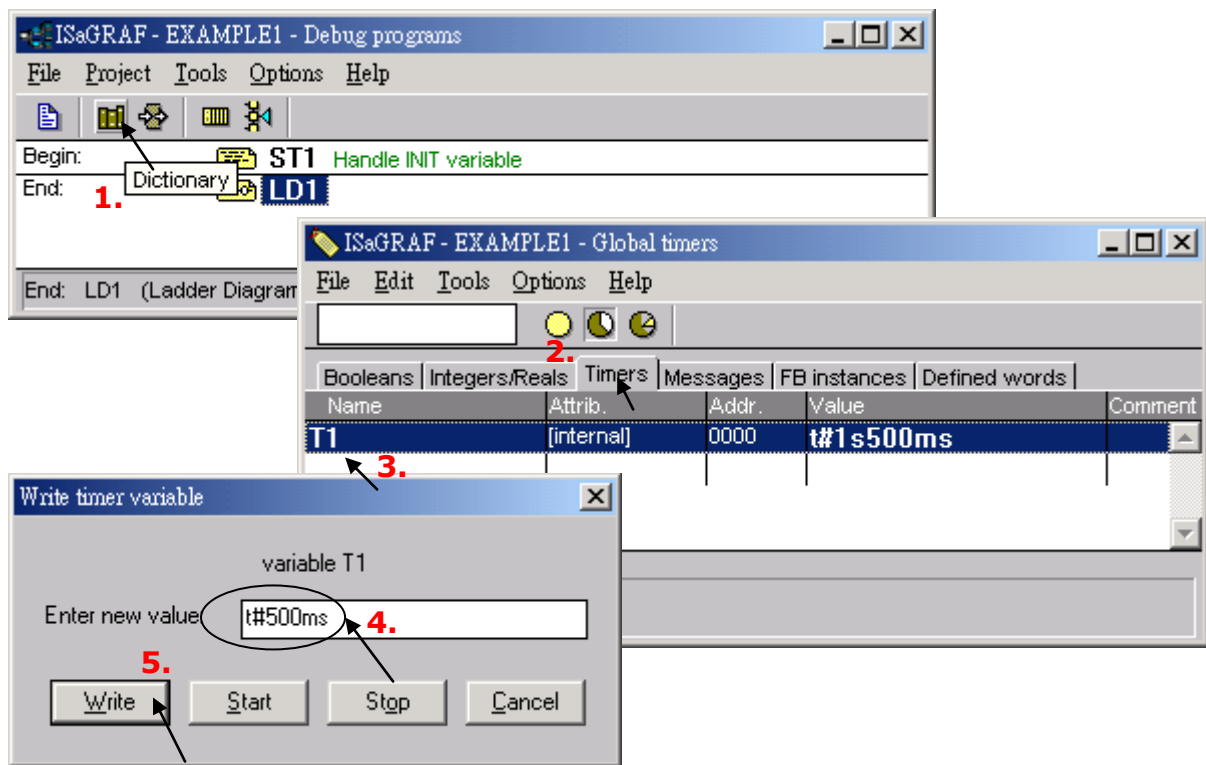 ISaGRAF - EXAMPLE1 - Debug programs
File Project Tools Options Help
Begin: ST1 Handle INIT variable
End: LD1
1. Dictionary
End: LD1 (Ladder Diagram
ISaGRAF - EXAMPLE1 - Global timers
File Edit Tools Options Help
2.
Booleans Integers/Reals Timers Messages FB instances Defined words
Name Attrib. Addr. Value Comment
T1 [internal] 0000 t#1s500ms
3.
Write timer variable
variable T1
Enter new value t#500ms 4.
5.
Write Start Stop Cancel